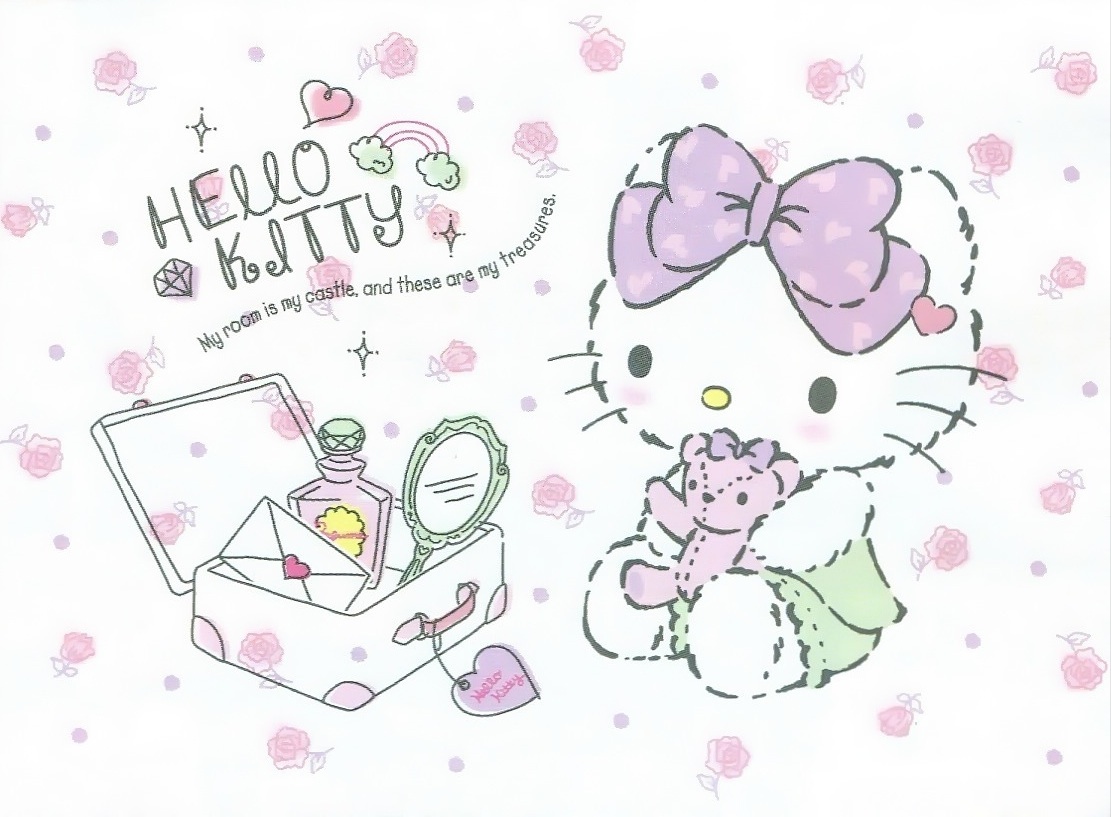 HELLO
KITTY
My room is my castle, and these are my treasures.
Hello
Kitty